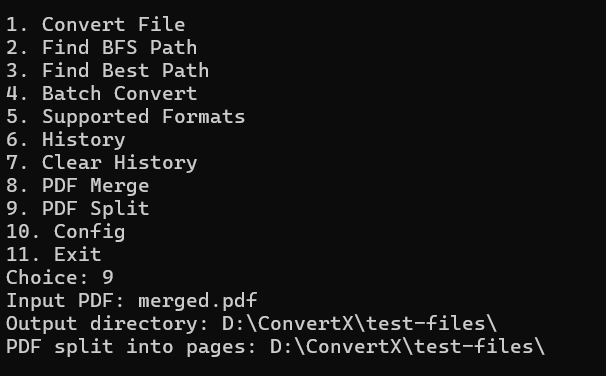 1. Convert File
2. Find BFS Path
3. Find Best Path
4. Batch Convert
5. Supported Formats
6. History
7. Clear History
8. PDF Merge
9. PDF Split
10. Config
11. Exit
Choice: 9
Input PDF: merged.pdf
Output directory: D:\ConvertX\test-files\
PDF split into pages: D:\ConvertX\test-files\